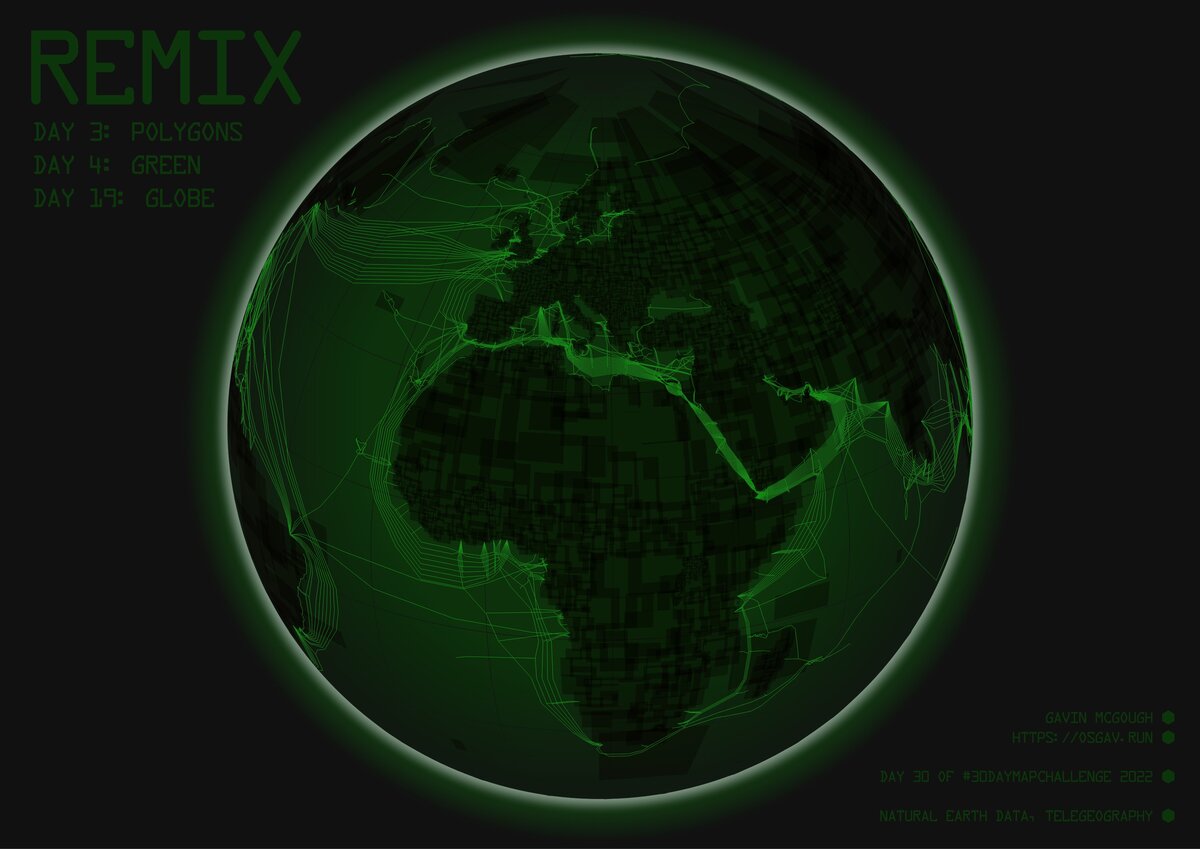 REMIX
DAY 3: POLYGONS
DAY 4: GREEN
DAY 19: GLOBE
GAVIN MCGOUGH
HTTPS://OSGAV.RUN
DAY 30 OF #30DAYMAPCHALLENGE 2022
NATURAL EARTH DATA, TELEGEOGRAPHY